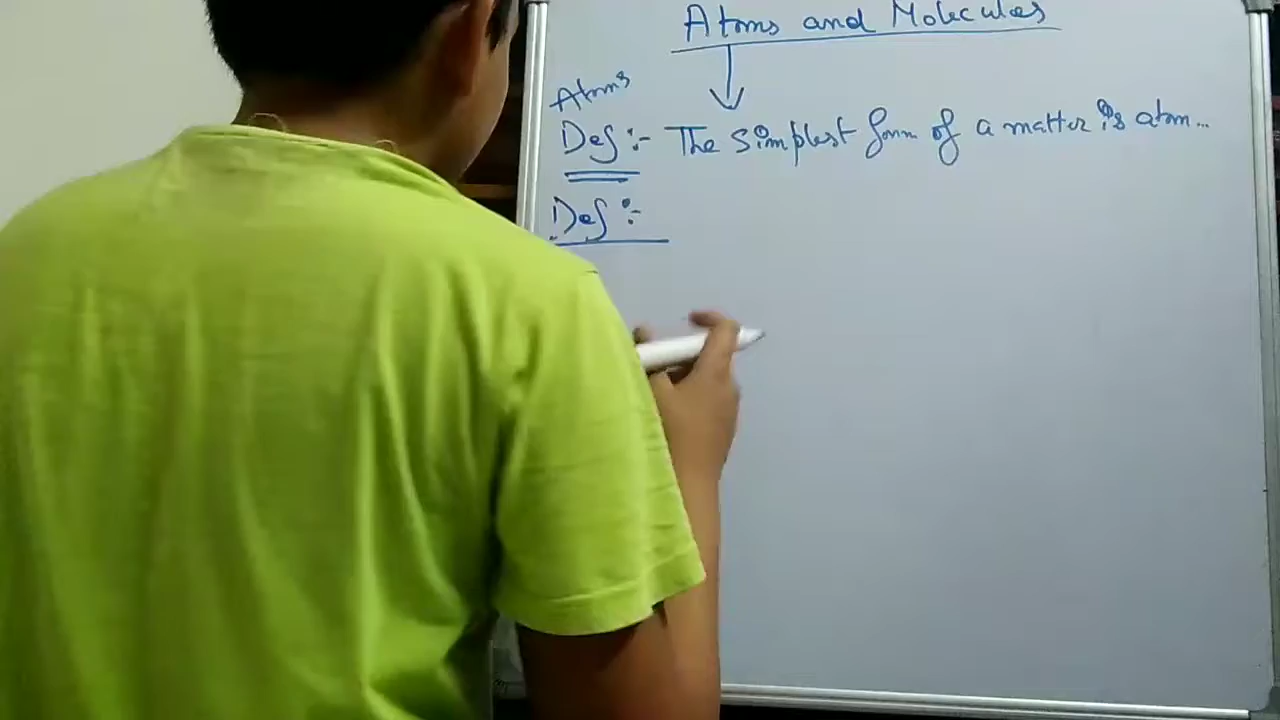 Atoms and Molecules
Atoms
Def :- The simplest form of a matter is atom...
Def :-